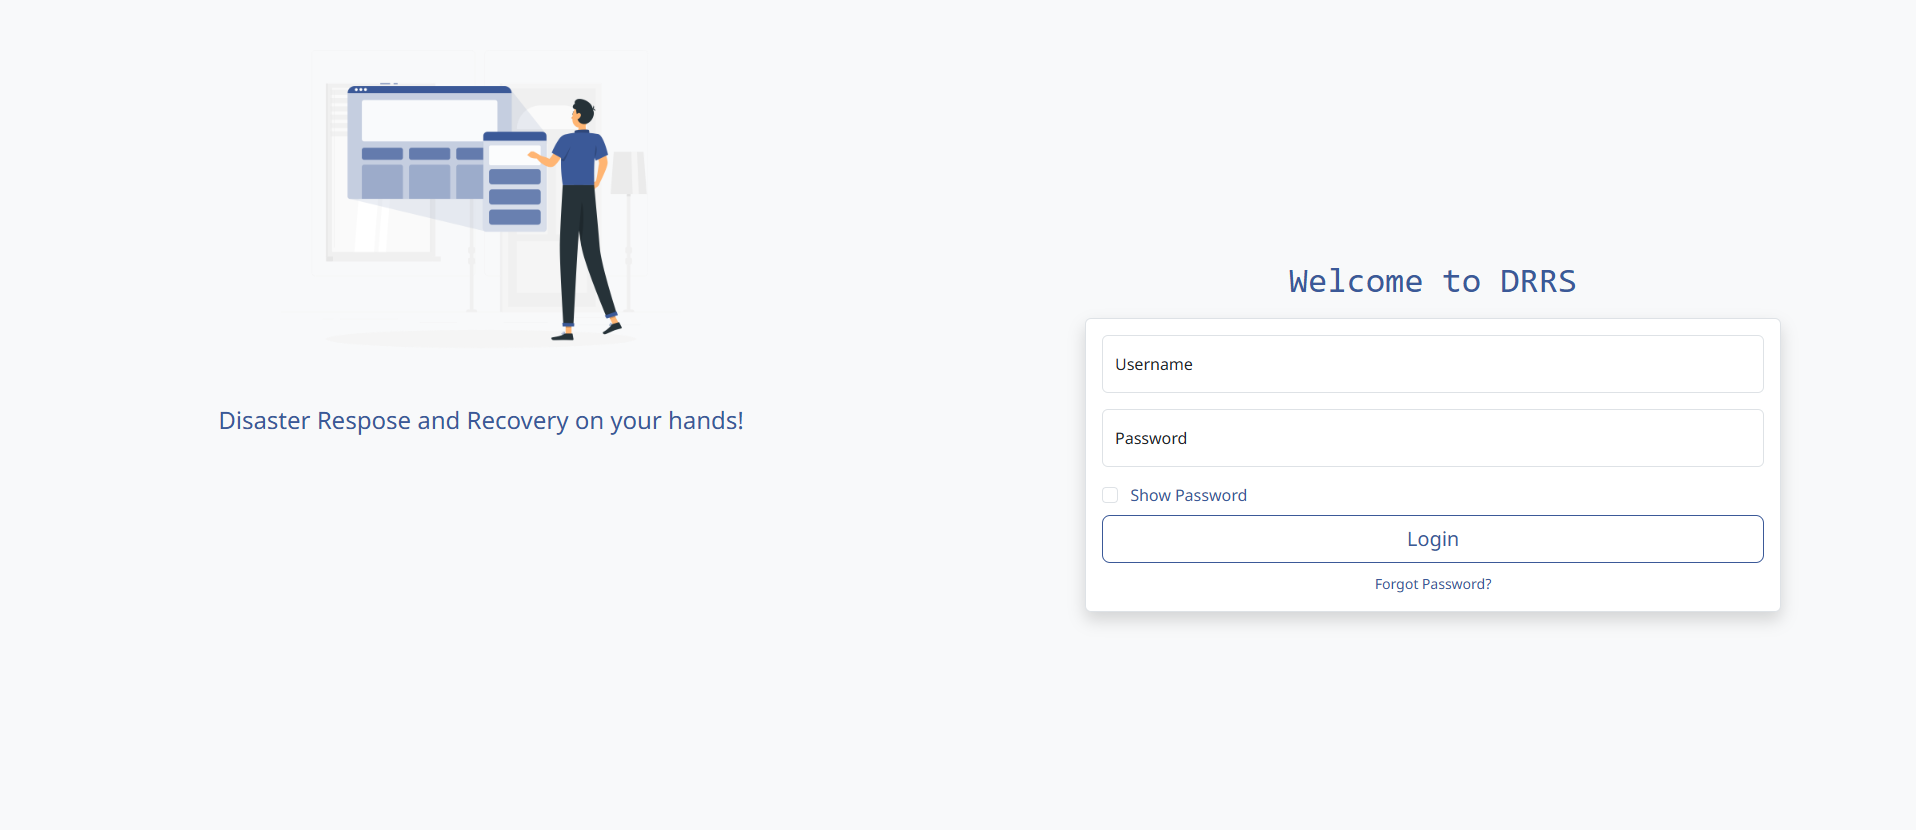 Disaster Respose and Recovery on your hands!
Welcome to DRRS
Username
Password
Show Password
Login
Forgot Password?